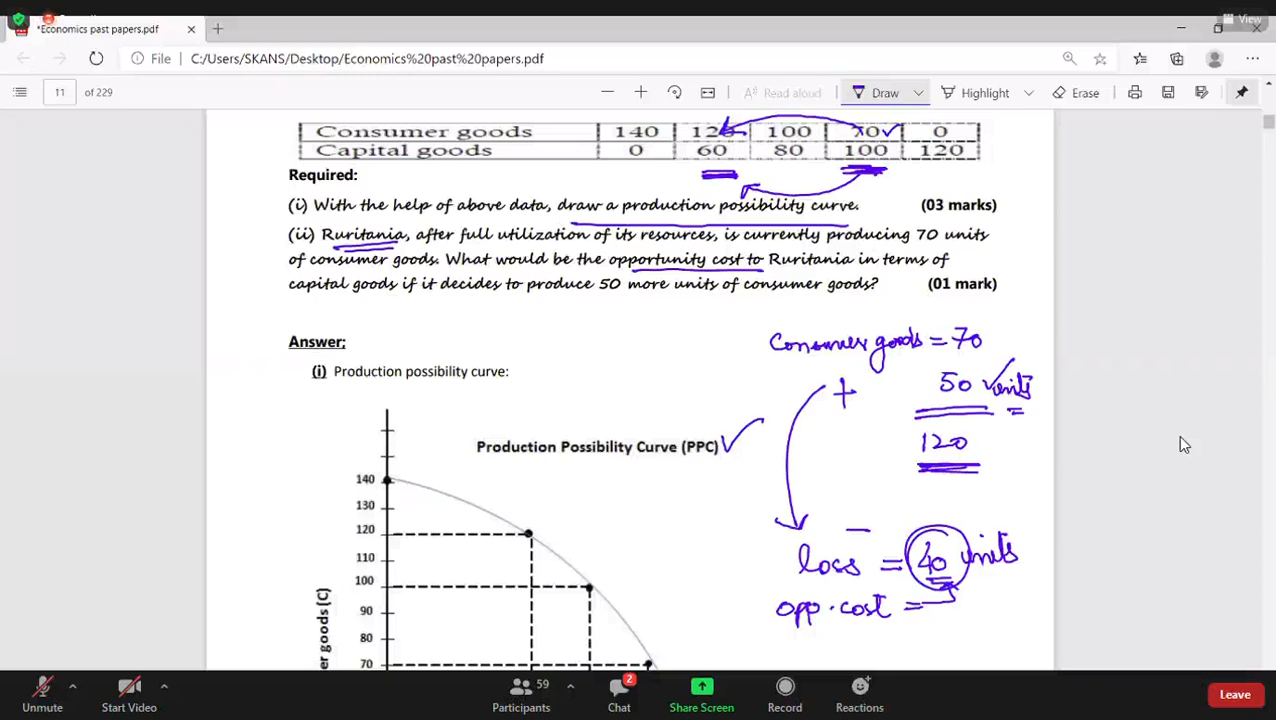 View
*Economics past papers.pdf
File C:/Users/SKANS/Desktop/Economics%20past%20papers.pdf
11 of 229 Read aloud Draw Highlight Erase
Consumer goods 140 120 100 70 0
Capital goods 0 60 80 100 120
Required:
(i) With the help of above data, draw a production possibility curve. (03 marks)
(ii) Ruritania, after full utilization of its resources, is currently producing 70 units
of consumer goods. What would be the opportunity cost to Ruritania in terms of
capital goods if it decides to produce 50 more units of consumer goods? (01 mark)
Answer;
Consumer goods = 70
(i) Production possibility curve:
+ 50 units
=
Production Possibility Curve (PPC)
120
140
130
120
110
100
90
80
70
er goods (C)
loss = 40 units
opp. cost =
Unmute Start Video 59 Participants 2 Chat Share Screen Record Reactions Leave